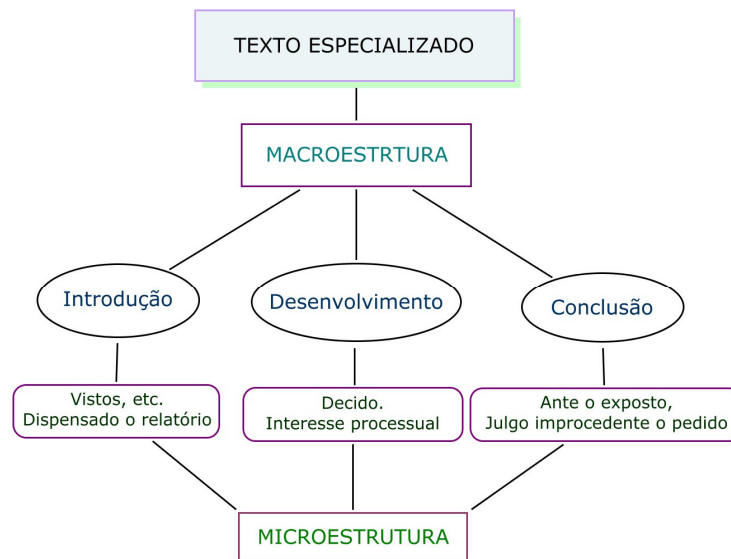 TEXTO ESPECIALIZADO
MACROESTRTURA
Introdução
Desenvolvimento
Conclusão
Vistos, etc.
Dispensado o relatório
Decido.
Interesse processual
Ante o exposto,
Julgo improcedente o pedido
MICROESTRUTURA